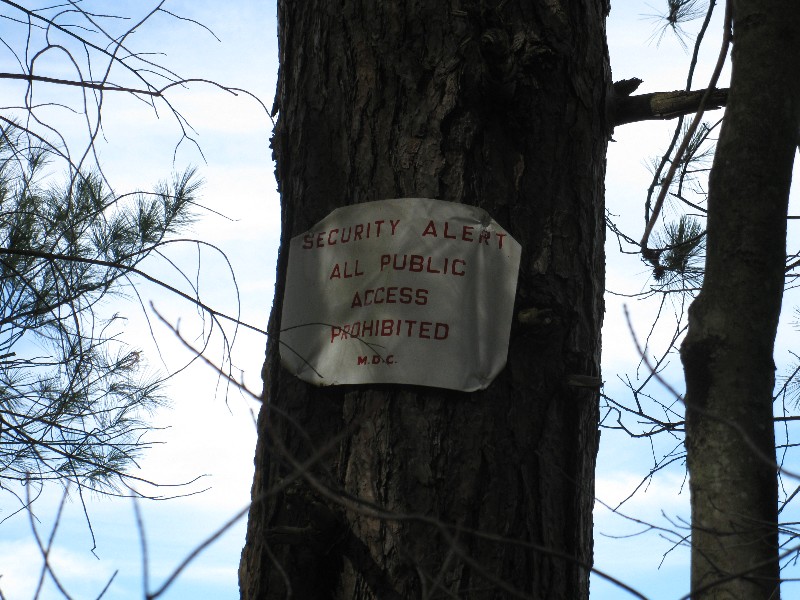 SECURITY ALERT
ALL PUBLIC
ACCESS
PROHIBITED
M.D.C.